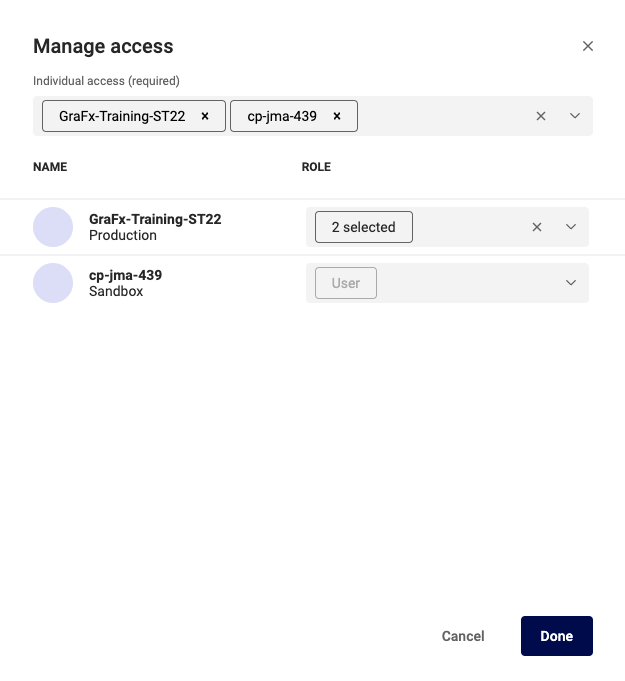 Manage access
Individual access (required)
GraFx-Training-ST22 cp-jma-439
NAME ROLE
GraFx-Training-ST22
Production
2 selected
cp-jma-439
Sandbox
User
Cancel Done